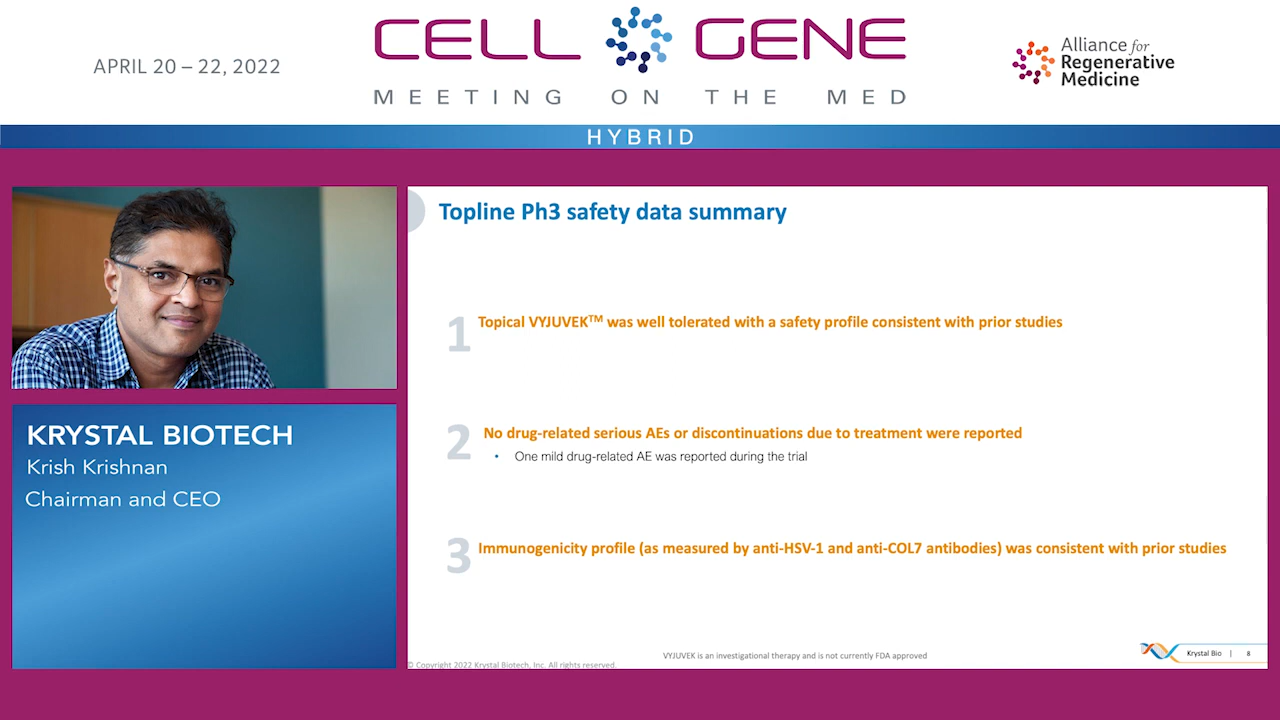 APRIL 20 – 22, 2022
CELL GENE
MEETING ON THE MED
Alliance for
Regenerative
Medicine
HYBRID
KRYSTAL BIOTECH
Krish Krishnan
Chairman and CEO
Topline Ph3 safety data summary
1 Topical VYJUVEK™ was well tolerated with a safety profile consistent with prior studies
2 No drug-related serious AEs or discontinuations due to treatment were reported
• One mild drug-related AE was reported during the trial
3 Immunogenicity profile (as measured by anti-HSV-1 and anti-COL7 antibodies) was consistent with prior studies
VYJUVEK is an investigational therapy and is not currently FDA approved
© Copyright 2022 Krystal Biotech, Inc. All rights reserved.
Krystal Bio | 8